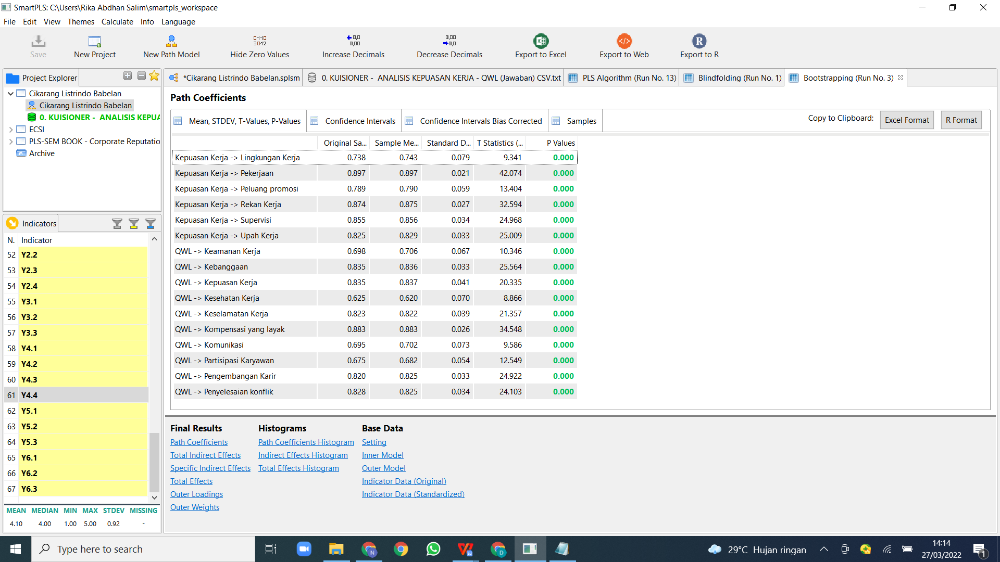 SmartPLS: C:\Users\Rika Abdhan Salim\smartpls_workspace
File Edit View Themes Calculate Info Language
0110 3012 0,0 0,00 0,00 0,0 R
Save New Project New Path Model Hide Zero Values Increase Decimals Decrease Decimals Export to Excel Export to Web Export to R
Project Explorer
Cikarang Listrindo Babelan
Cikarang Listrindo Babelan
0. KUISIONER - ANALISIS KEPUA
ECSI
PLS-SEM BOOK - Corporate Reputatio
Archive
Indicators
N. Indicator
52 Y2.2
53 Y2.3
54 Y2.4
55 Y3.1
56 Y3.2
57 Y3.3
58 Y4.1
59 Y4.2
60 Y4.3
61 Y4.4
62 Y5.1
63 Y5.2
64 Y5.3
65 Y6.1
66 Y6.2
67 Y6.3
MEAN MEDIAN MIN MAX STDEV MISSING
4.10 4.00 1.00 5.00 0.92 -
*Cikarang Listrindo Babelan.splsm 0. KUISIONER - ANALISIS KEPUASAN KERJA - QWL (Jawaban) CSV.txt PLS Algorithm (Run No. 13) Blindfolding (Run No. 1) Bootstrapping (Run No. 3)
Path Coefficients
Mean, STDEV, T-Values, P-Values Confidence Intervals Confidence Intervals Bias Corrected Samples Copy to Clipboard: Excel Format R Format
Original Sa... Sample Me... Standard D... T Statistics (... P Values
Kepuasan Kerja -> Lingkungan Kerja 0.738 0.743 0.079 9.341 0.000
Kepuasan Kerja -> Pekerjaan 0.897 0.897 0.021 42.074 0.000
Kepuasan Kerja -> Peluang promosi 0.789 0.790 0.059 13.404 0.000
Kepuasan Kerja -> Rekan Kerja 0.874 0.875 0.027 32.594 0.000
Kepuasan Kerja -> Supervisi 0.855 0.856 0.034 24.968 0.000
Kepuasan Kerja -> Upah Kerja 0.825 0.829 0.033 25.009 0.000
QWL -> Keamanan Kerja 0.698 0.706 0.067 10.346 0.000
QWL -> Kebanggaan 0.835 0.836 0.033 25.564 0.000
QWL -> Kepuasan Kerja 0.835 0.837 0.041 20.335 0.000
QWL -> Kesehatan Kerja 0.625 0.620 0.070 8.866 0.000
QWL -> Keselamatan Kerja 0.823 0.822 0.039 21.357 0.000
QWL -> Kompensasi yang layak 0.883 0.883 0.026 34.548 0.000
QWL -> Komunikasi 0.695 0.702 0.073 9.586 0.000
QWL -> Partisipasi Karyawan 0.675 0.682 0.054 12.549 0.000
QWL -> Pengembangan Karir 0.820 0.825 0.033 24.922 0.000
QWL -> Penyelesaian konflik 0.828 0.825 0.034 24.103 0.000
Final Results Histograms Base Data
Path Coefficients Path Coefficients Histogram Setting
Total Indirect Effects Indirect Effects Histogram Inner Model
Specific Indirect Effects Total Effects Histogram Outer Model
Total Effects Indicator Data (Original)
Outer Loadings Indicator Data (Standardized)
Outer Weights
Type here to search N D 29°C Hujan ringan 14:14
27/03/2022 1